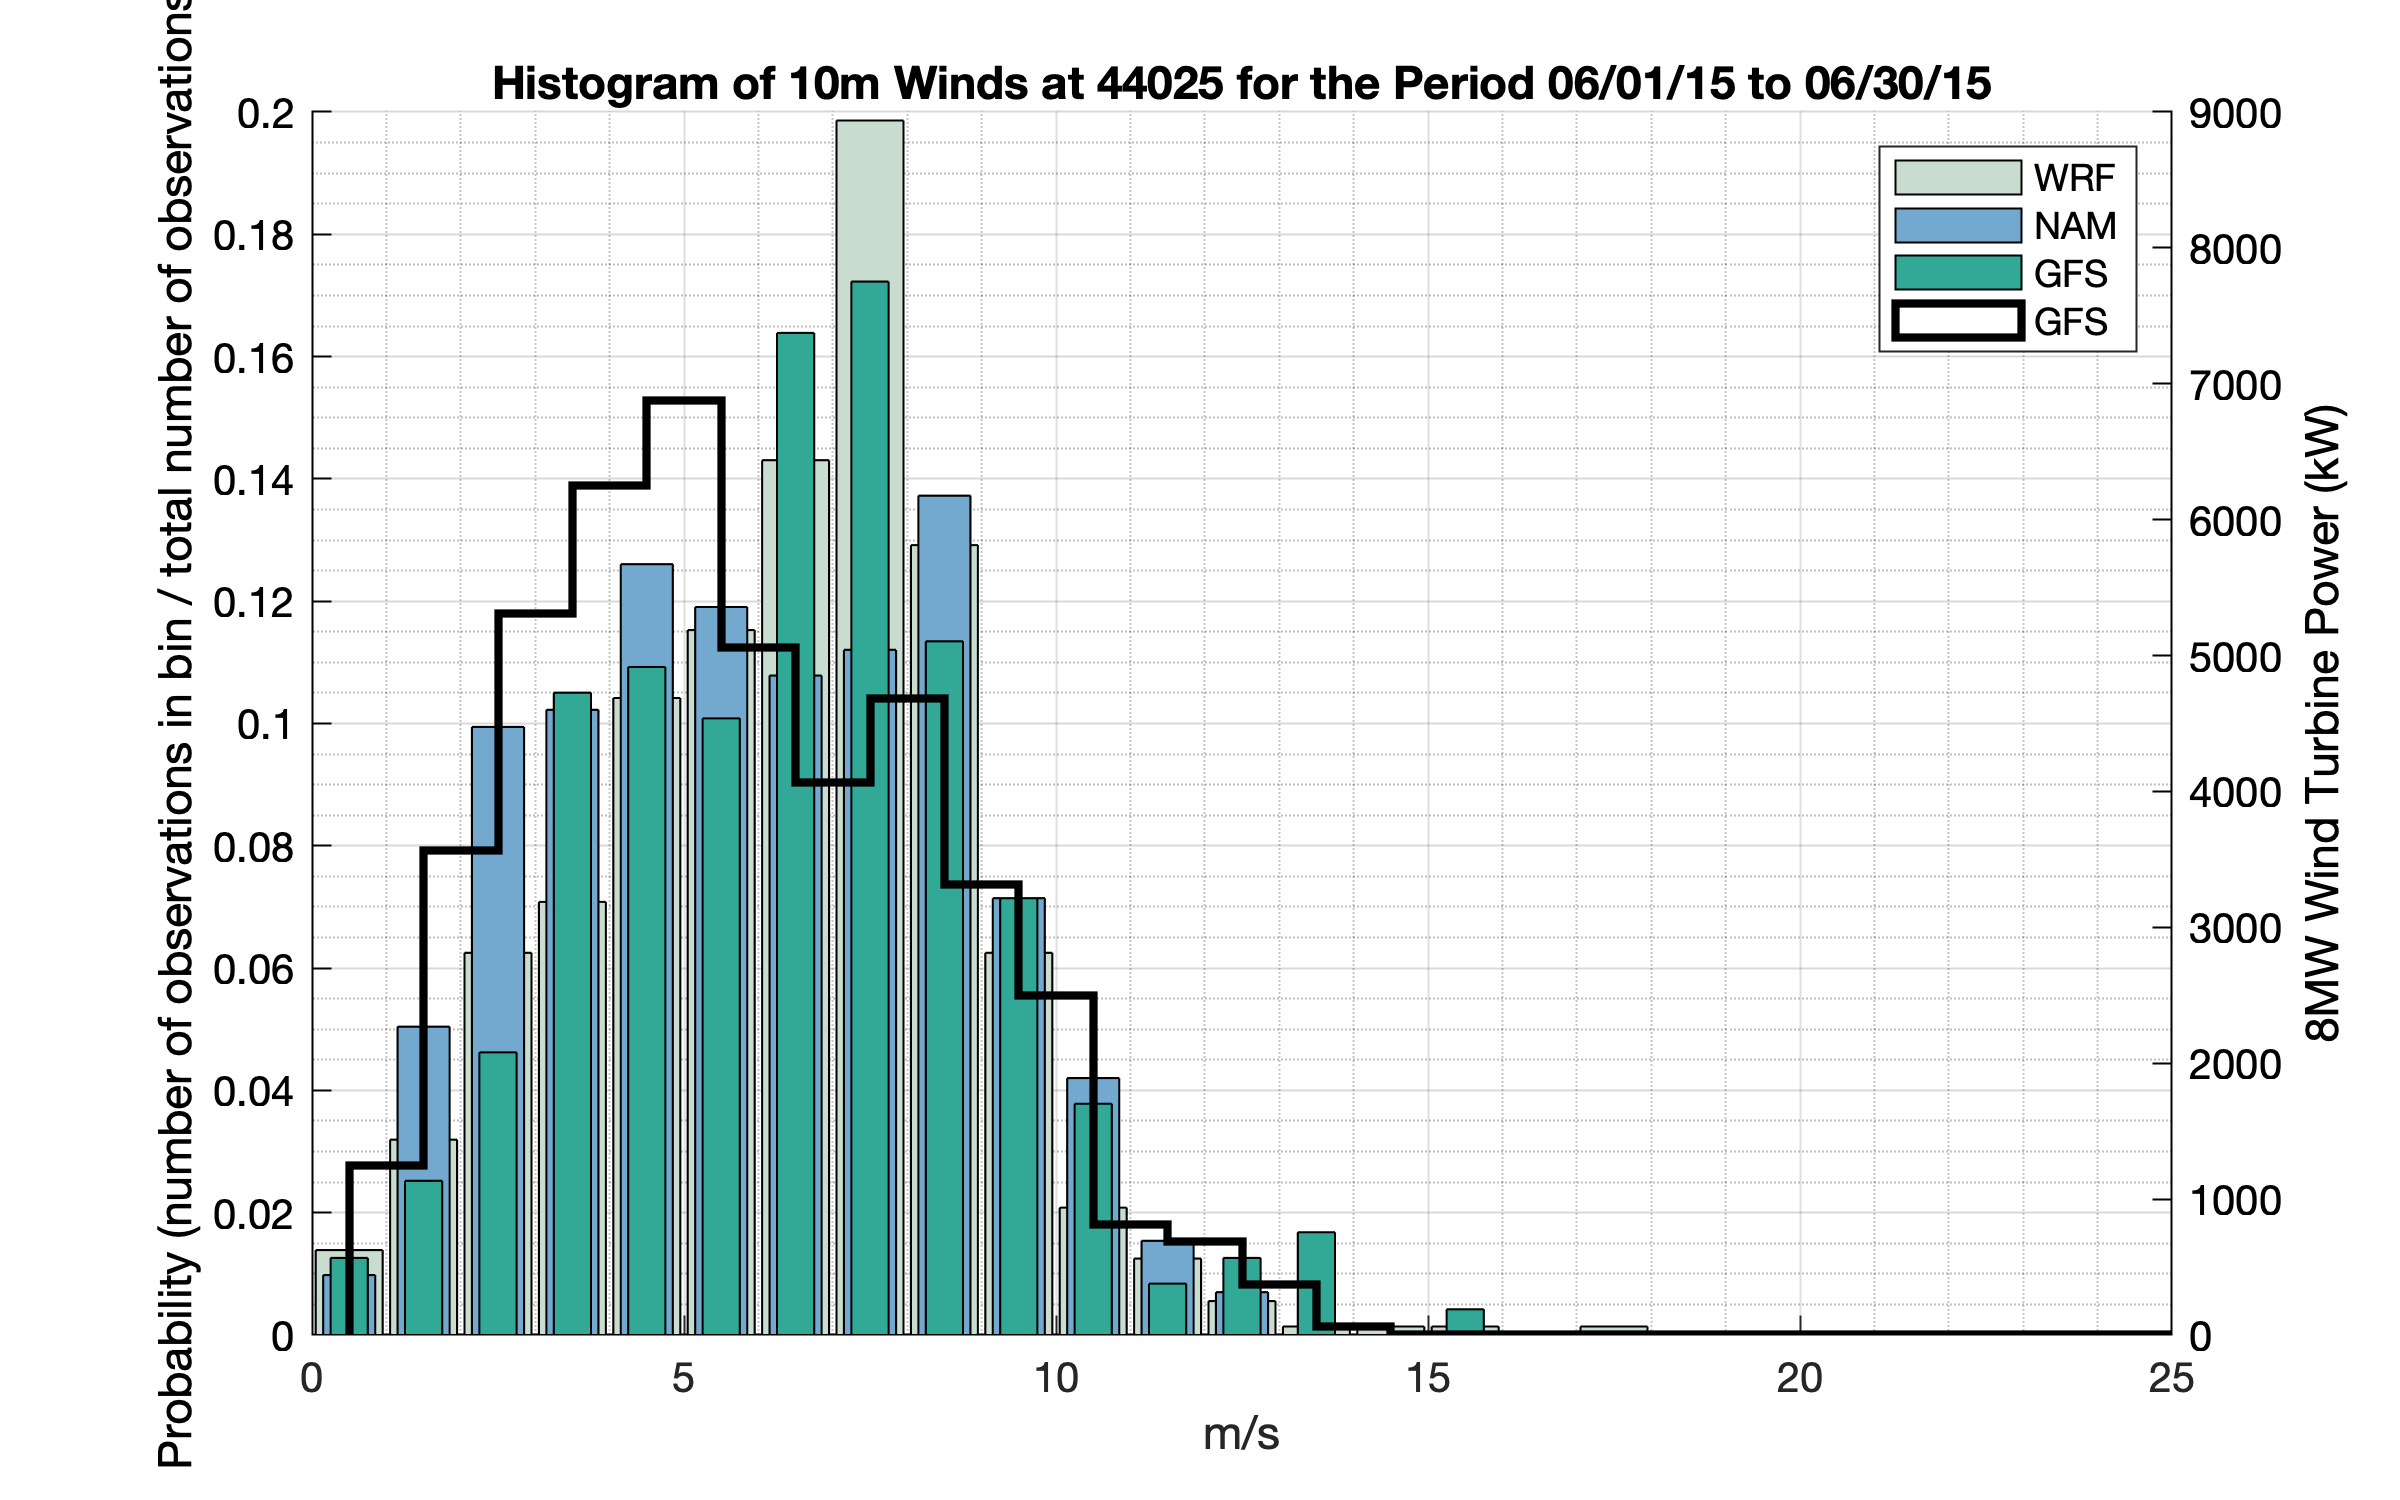 Histogram of 10m Winds at 44025 for the Period 06/01/15 to 06/30/15
Probability (number of observations in bin / total number of observations
0.2
0.18
0.16
0.14
0.12
0.1
0.08
0.06
0.04
0.02
0
WRF
NAM
GFS
GFS
9000
8000
7000
6000
5000
4000
3000
2000
1000
0
8MW Wind Turbine Power (kW)
0 5 10 15 20 25
m/s